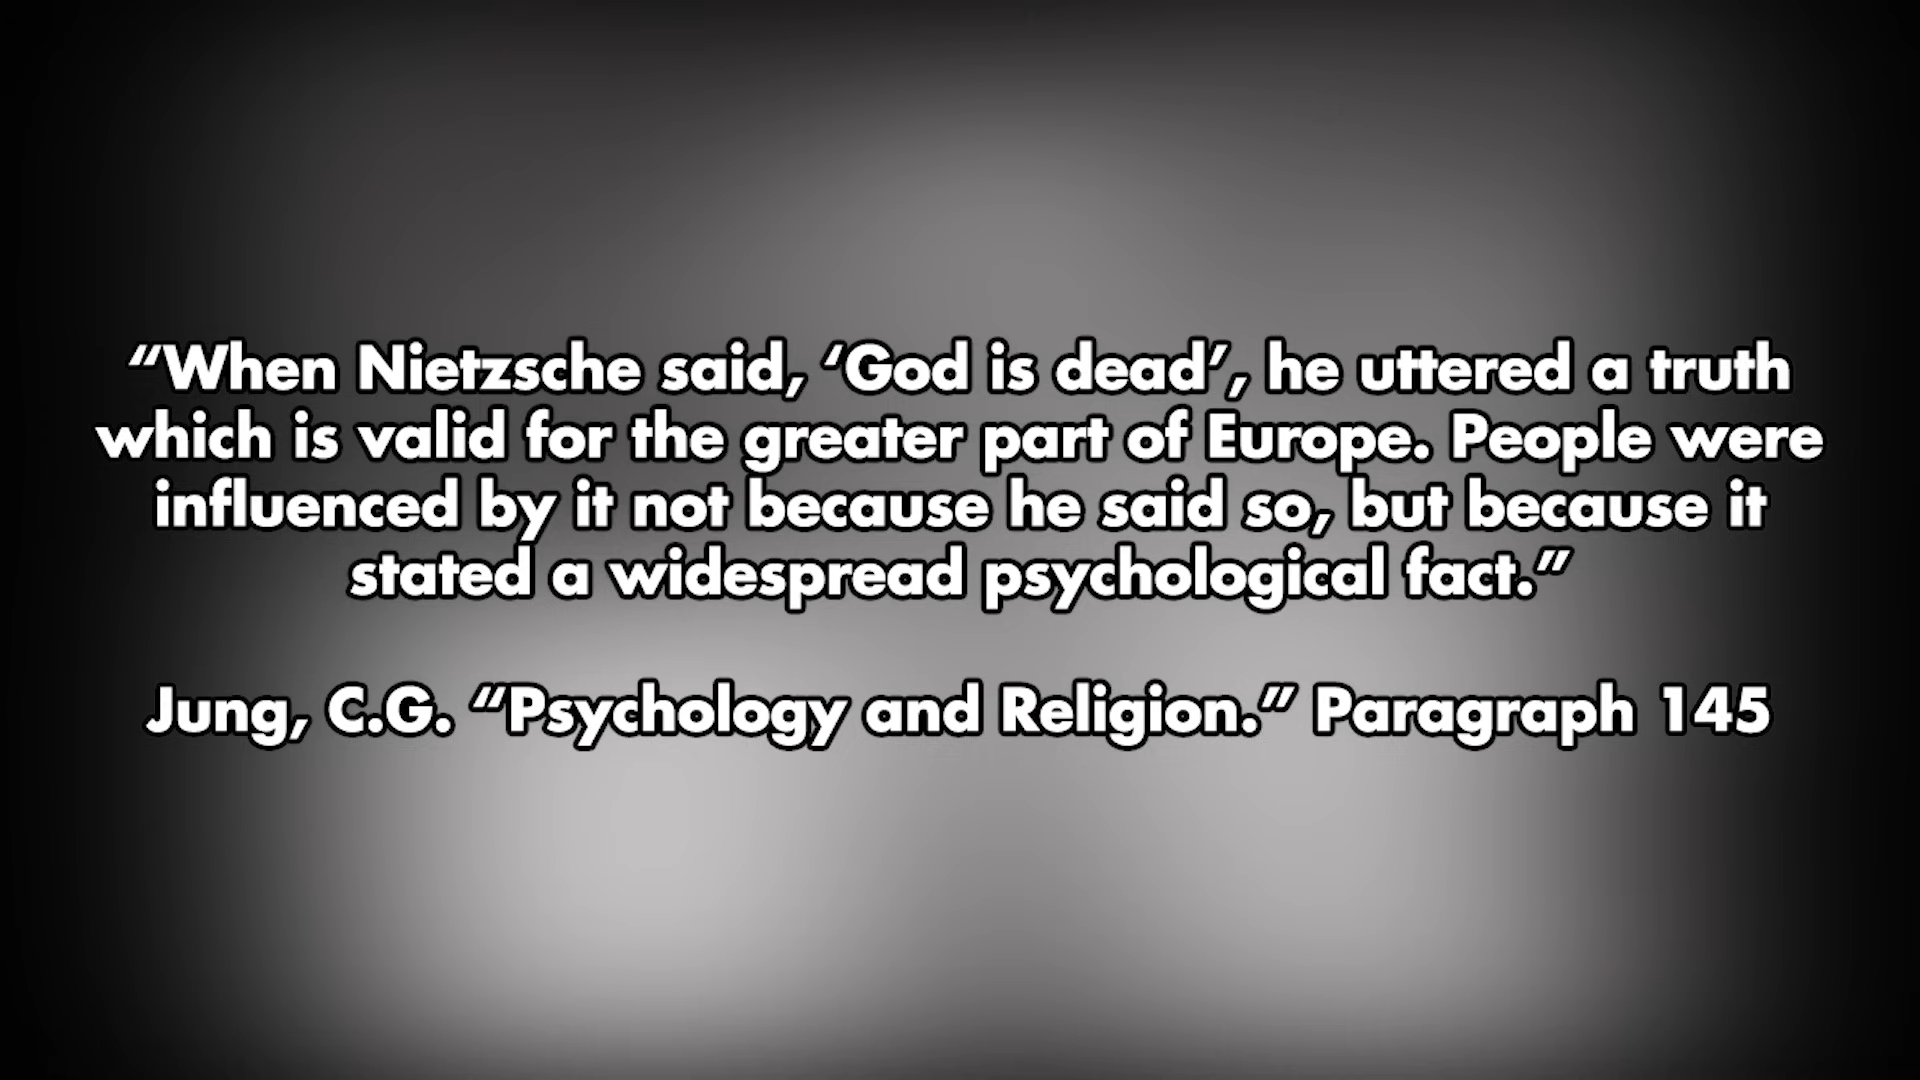 “When Nietzsche said, ‘God is dead’, he uttered a truth
which is valid for the greater part of Europe. People were
influenced by it not because he said so, but because it
stated a widespread psychological fact.”
Jung, C.G. “Psychology and Religion.” Paragraph 145